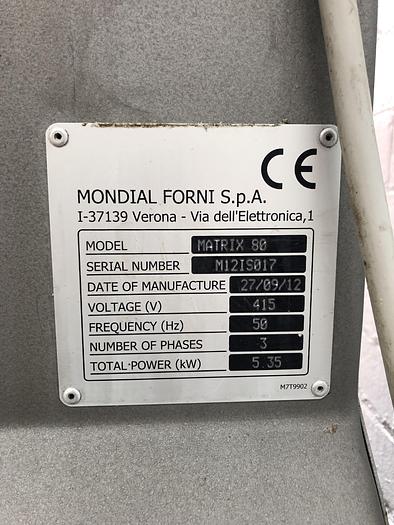 CE
MONDIAL FORNI S.p.A.
I-37139 Verona - Via dell'Elettronica,1
MODEL MATRIX 80
SERIAL NUMBER M12IS017
DATE OF MANUFACTURE 27/09/12
VOLTAGE (V) 415
FREQUENCY (Hz) 50
NUMBER OF PHASES 3
TOTAL POWER (kW) 5.35
M7T9902